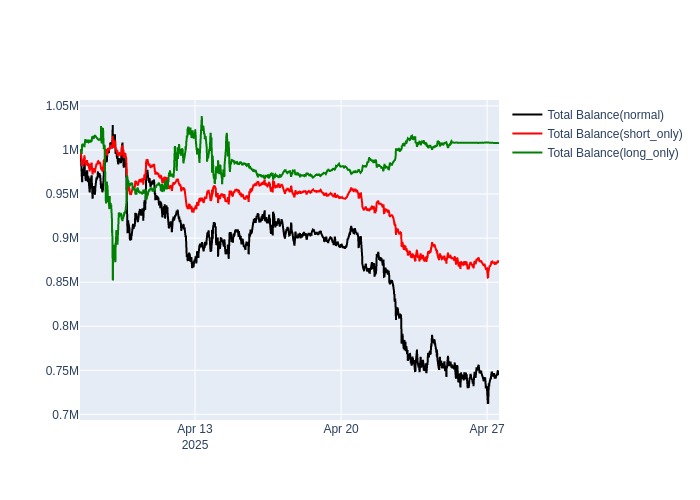 1.05M
1M
0.95M
0.9M
0.85M
0.8M
0.75M
0.7M
Apr 13
2025
Apr 20
Apr 27
Total Balance(normal)
Total Balance(short_only)
Total Balance(long_only)